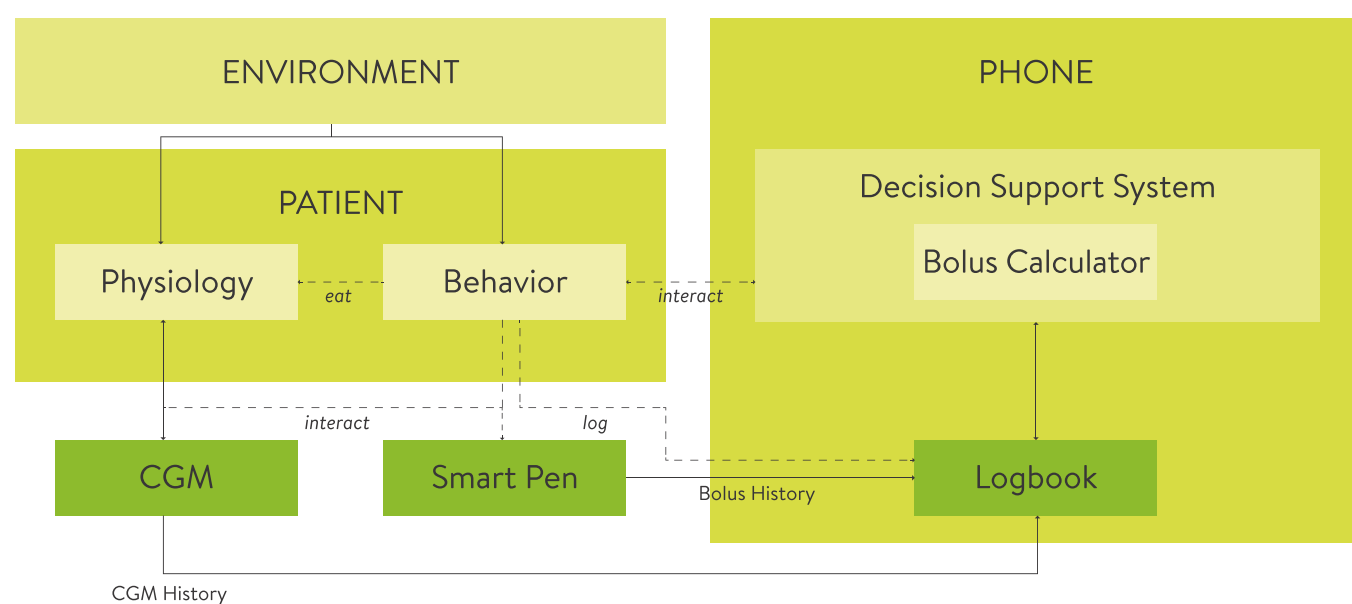 ENVIRONMENT
PHONE
PATIENT
Decision Support System
Physiology
Behavior
Bolus Calculator
eat
interact
interact
log
CGM
Smart Pen
Logbook
Bolus History
CGM History